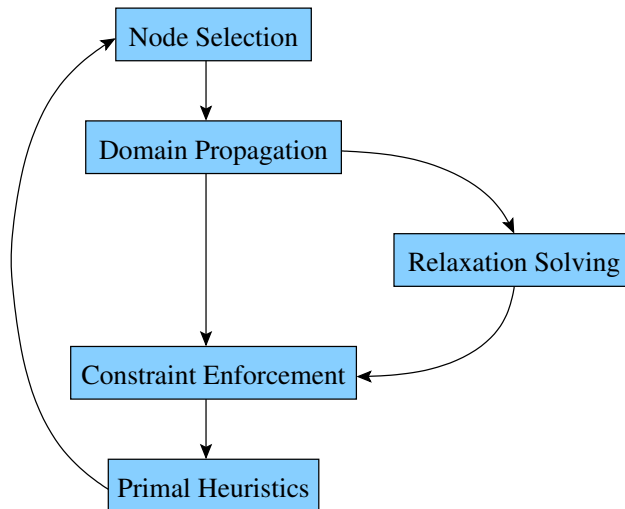 Node Selection
Domain Propagation
Relaxation Solving
Constraint Enforcement
Primal Heuristics